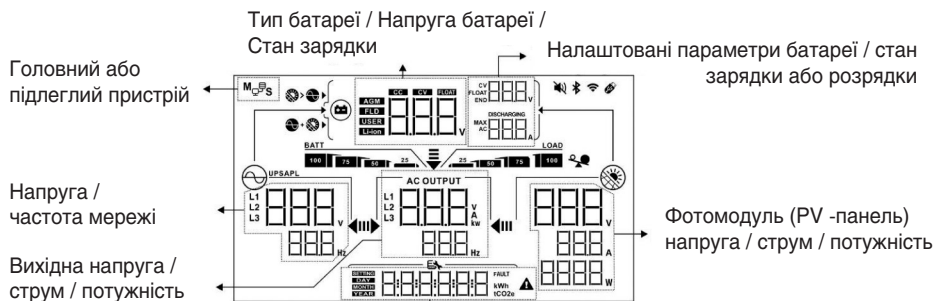 Тип батареї / Напруга батареї /
Стан зарядки
Налаштовані параметри батареї / стан
зарядки або розрядки
Головний або
підлеглий пристрій
M S
CC CV FLOAT
AGM
FLD
USER
Li-ion
V
CV
FLOAT
END
V
DISCHARGING
MAX
AC
A
BATT
LOAD
100 75 50 25
25 50 75 100
UPSAPL
L1
L2
L3
V
Hz
AC OUTPUT
L1
L2
L3
V
A
kw
Hz
V
A
W
Напруга /
частота мережі
Вихідна напруга /
струм / потужність
Фотомодуль (PV -панель)
напруга / струм / потужність
SETTING
DAY
MONTH
YEAR
FAULT
kWh
tCO2e